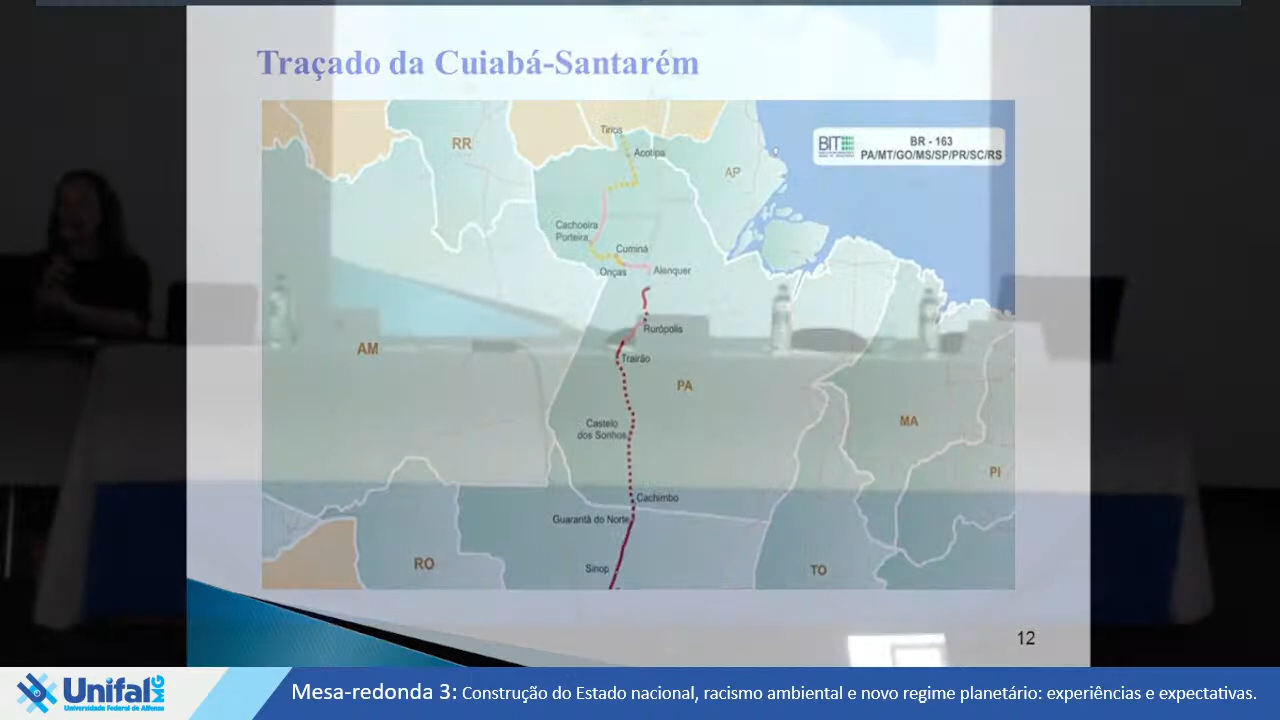 Traçado da Cuiabá-Santarém
BIT
BR - 163
PA/MT/GO/MS/SP/PR/SC/RS
Tirios
Acotipa
RR
AP
Cachoeira
Porteira
Cuminá
Onças
Alenquer
Rurópolis
AM
Trairão
PA
Castelo
dos Sonhos
MA
PI
Cachimbo
Guarantã do Norte
RO
Sinop
TO
12
Unifal MG
Universidade Federal de Alfenas
Mesa-redonda 3: Construção do Estado nacional, racismo ambiental e novo regime planetário: experiências e expectativas.